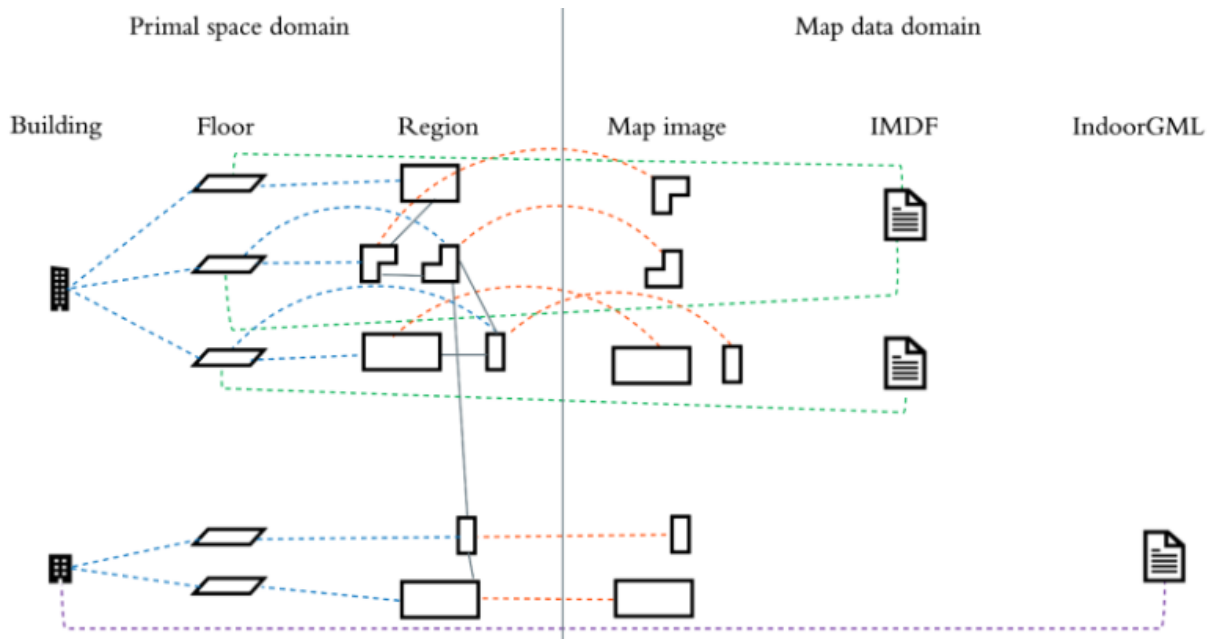 Primal space domain
Map data domain
Building
Floor
Region
Map image
IMDF
IndoorGML